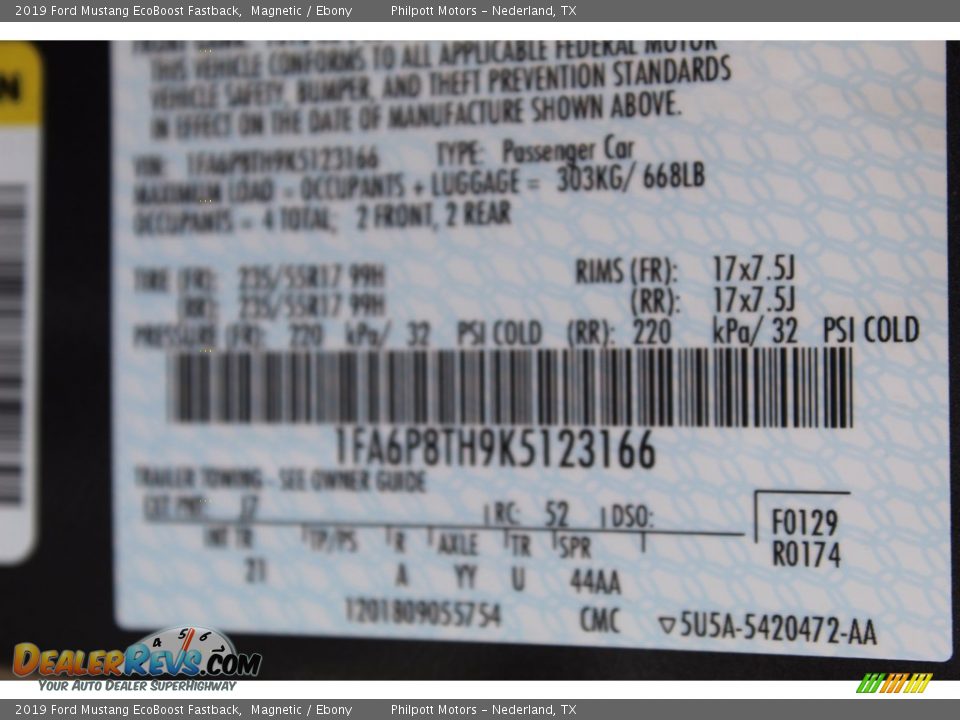 2019 Ford Mustang EcoBoost Fastback, Magnetic / Ebony Philpott Motors – Nederland, TX
THIS VEHICLE CONFORMS TO ALL APPLICABLE FEDERAL MOTOR
VEHICLE SAFETY, BUMPER, AND THEFT PREVENTION STANDARDS
IN EFFECT ON THE DATE OF MANUFACTURE SHOWN ABOVE.
VIN: 1FA6P8TH9K5123166 TYPE: Passenger Car
MAXIMUM LOAD = OCCUPANTS + LUGGAGE = 303KG/ 668LB
OCCUPANTS = 4 TOTAL; 2 FRONT, 2 REAR
TIRE (FR): 235/55R17 99H RIMS (FR): 17x7.5J
(RR): 235/55R17 99H (RR): 17x7.5J
PRESSURE (FR): 220 kPa/ 32 PSI COLD (RR): 220 kPa/ 32 PSI COLD
1FA6P8TH9K5123166
TRAILER TOWING - SEE OWNER GUIDE
EXT PNT: J7 RC: 52 DSO:
F0129
INT TR TP/PS R AXLE TR SPR
R0174
21 A YY U 44AA
1201809055754 CMC ▽5U5A-5420472-AA
DEALERREVS.COM
YOUR AUTO DEALER SUPERHIGHWAY
2019 Ford Mustang EcoBoost Fastback, Magnetic / Ebony Philpott Motors – Nederland, TX